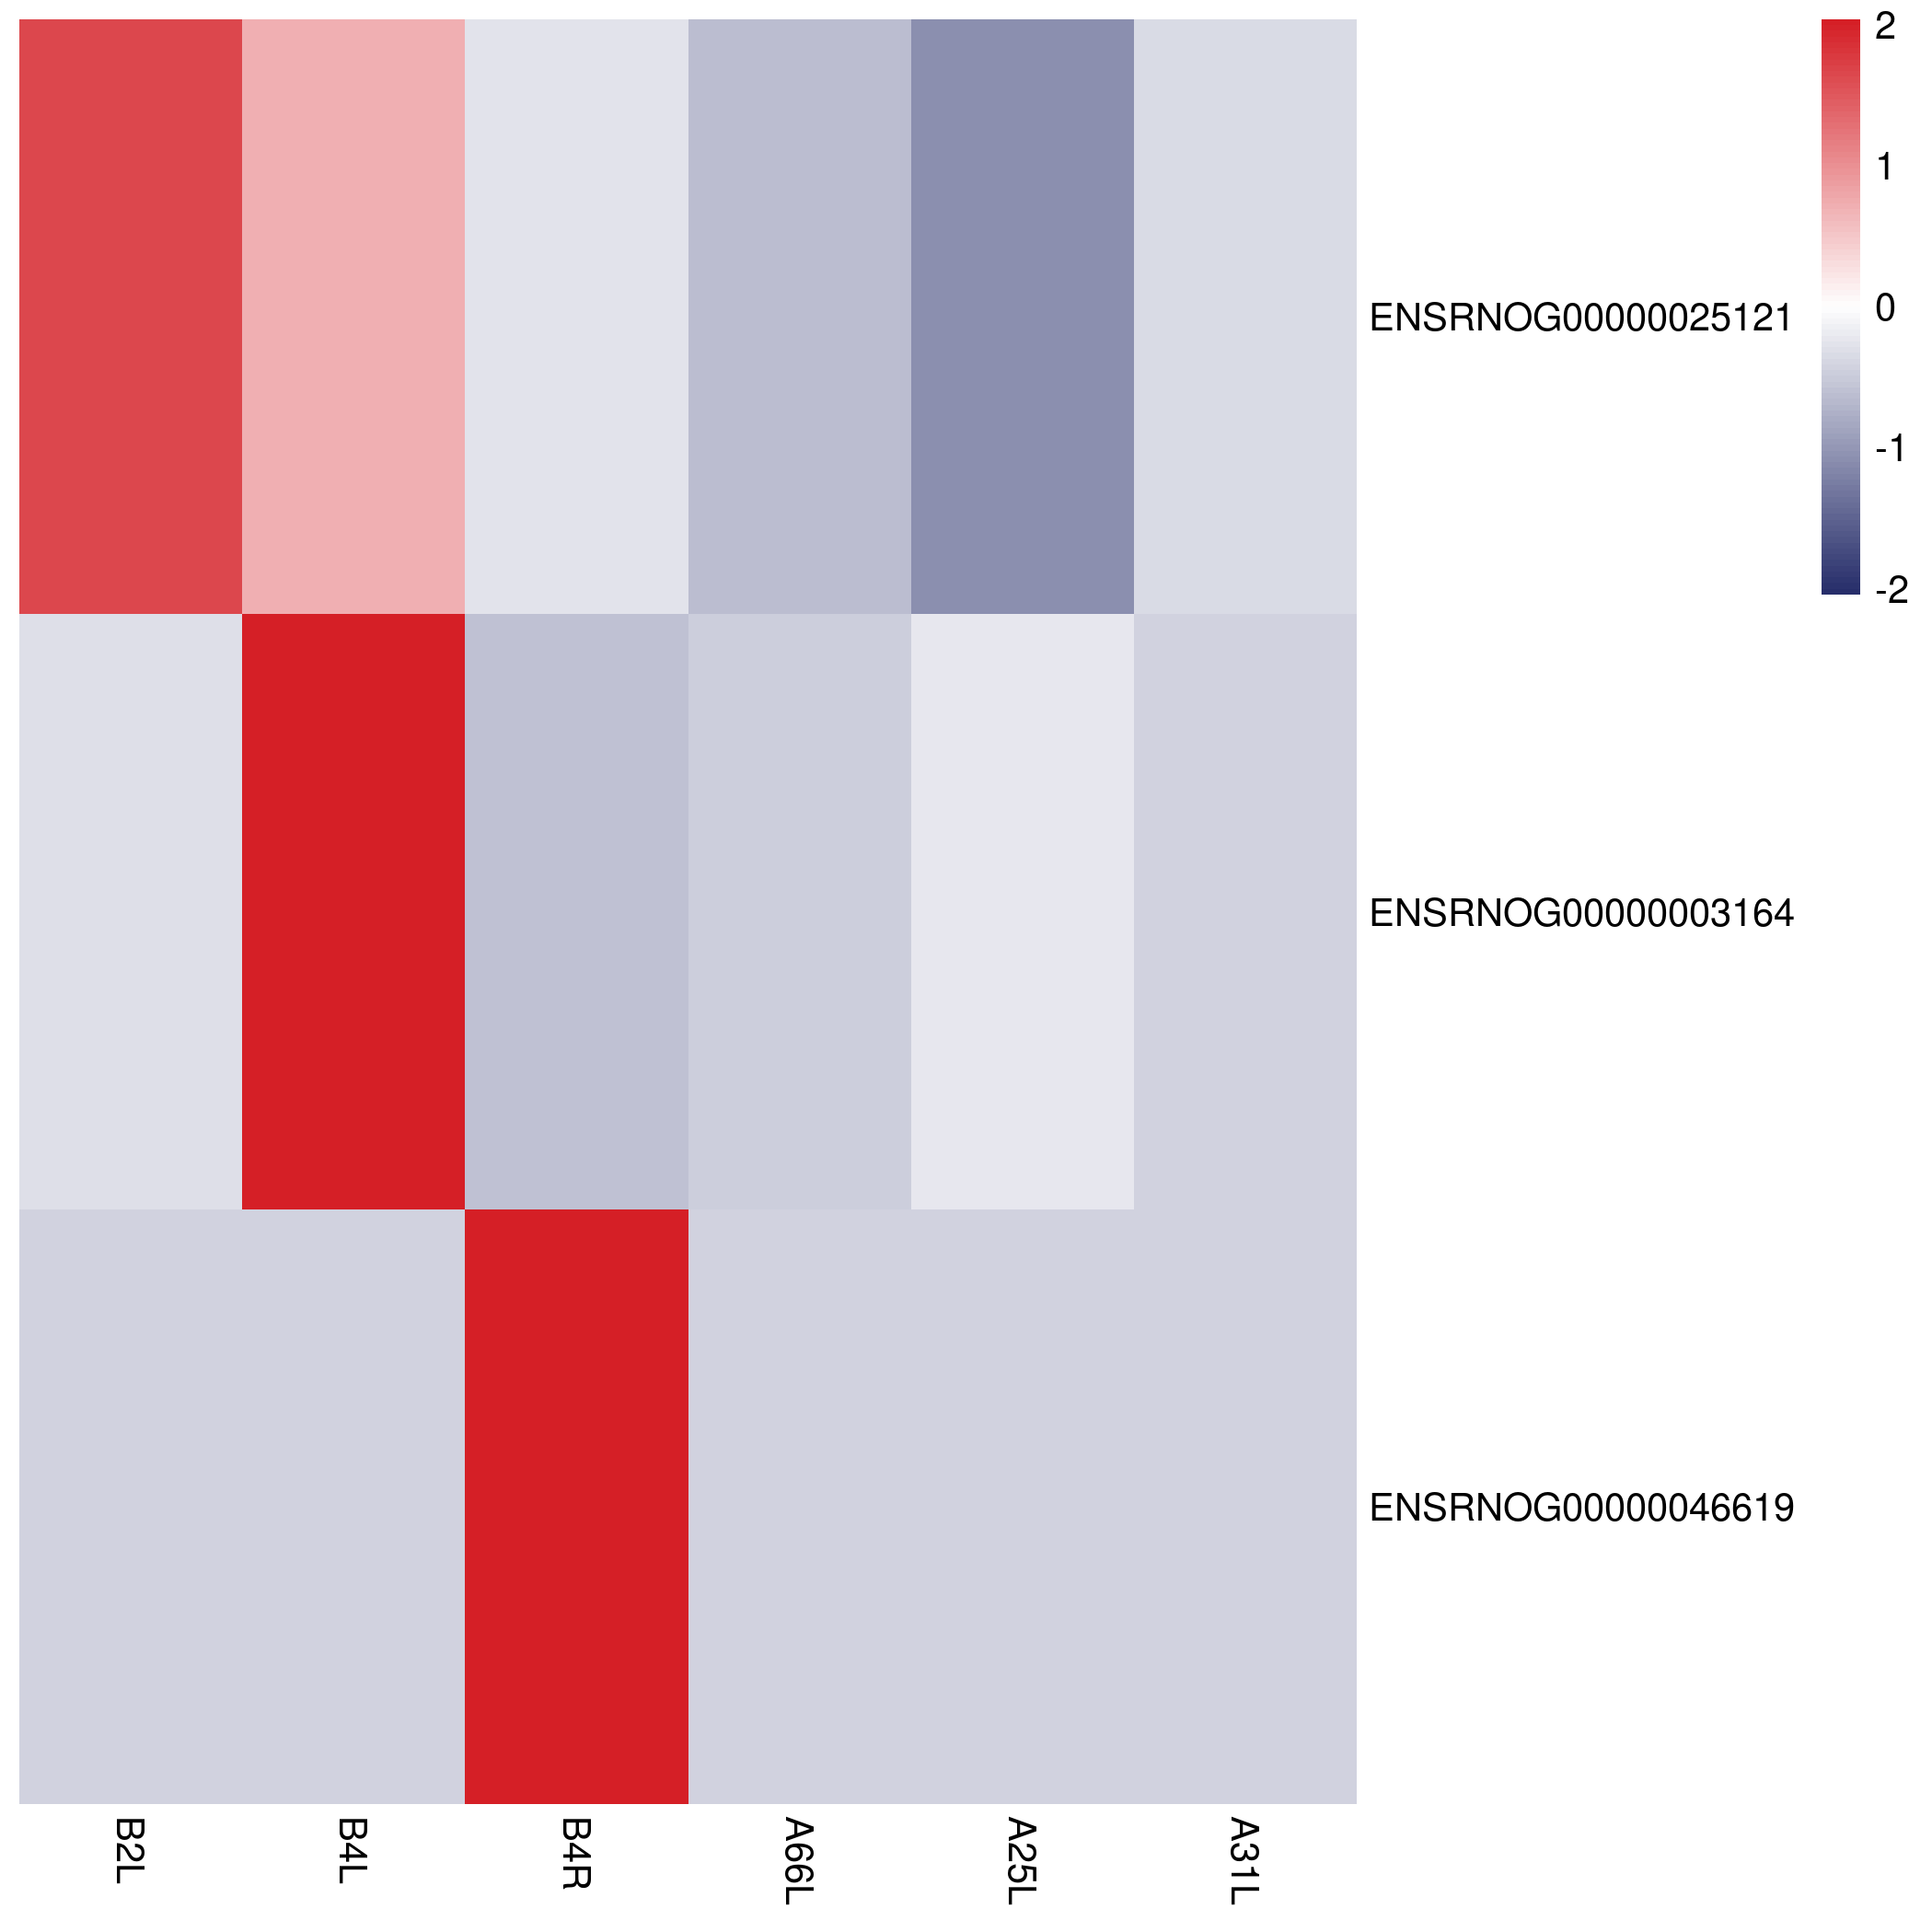 2
1
0
-1
-2
ENSRNOG00000025121
ENSRNOG00000003164
ENSRNOG00000046619
B2L
B4L
B4R
A66L
A25L
A31L